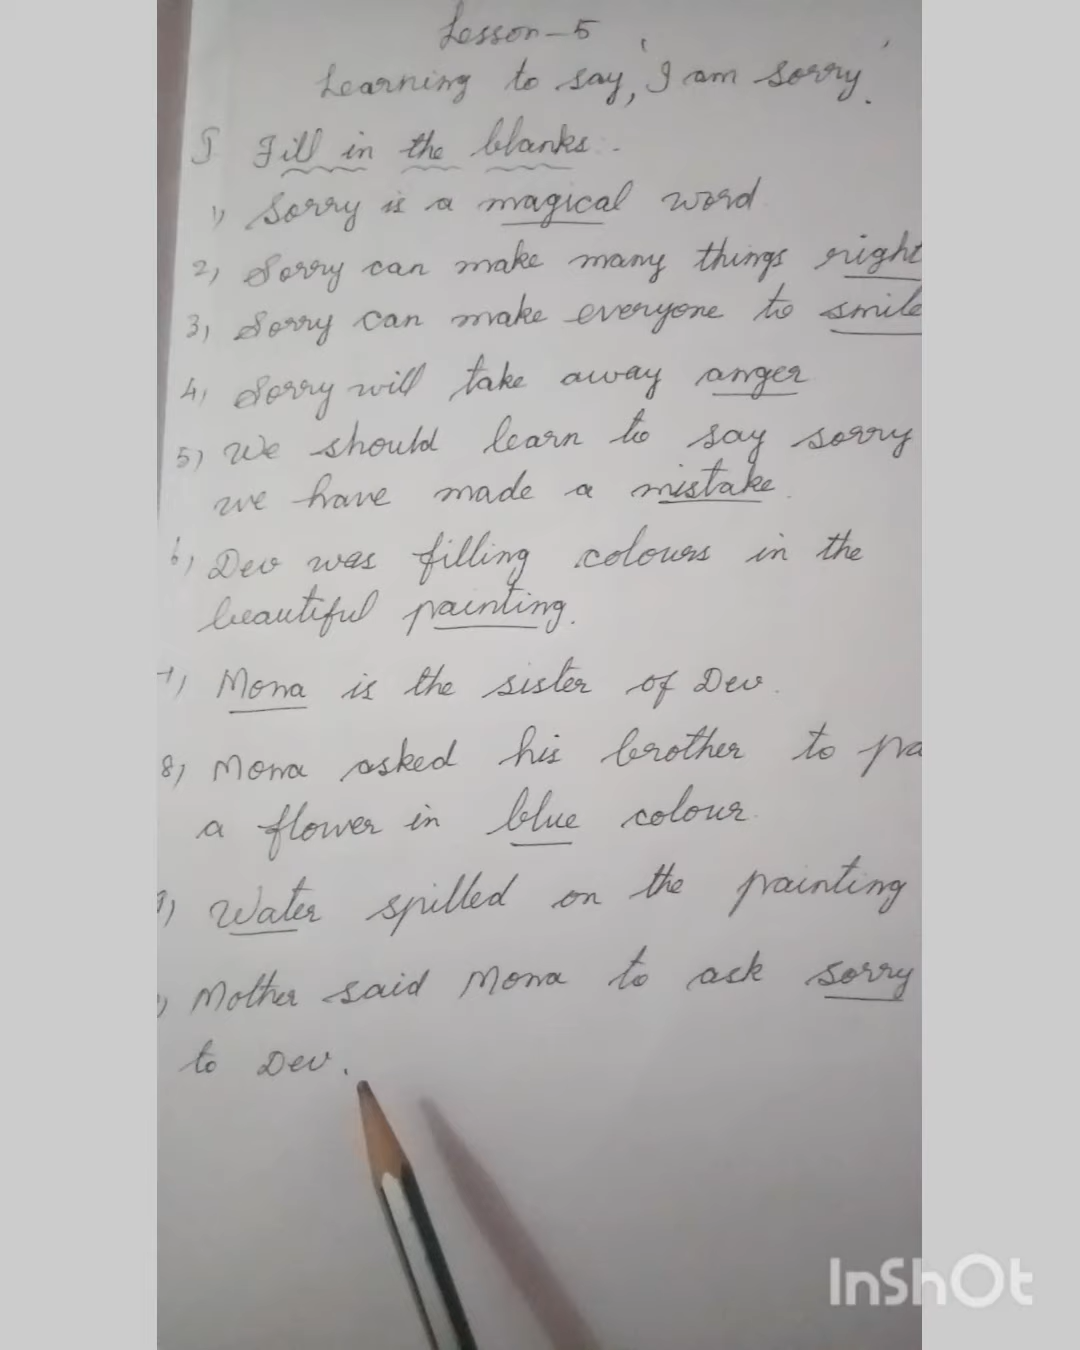 Lesson-5
Learning to say, 'I am sorry'.
I Fill in the blanks:-
1) Sorry is a magical word
2) Sorry can make many things right
3) Sorry can make everyone to smile
4) Sorry will take away anger
5) We should learn to say sorry
we have made a mistake.
6) Dev was filling colours in the
beautiful painting.
7) Mona is the sister of Dev.
8) Mona asked his brother to
a flower in blue colour.
9) Water spilled on the painting
Mother said Mona to ask sorry
to Dev.
InShOt